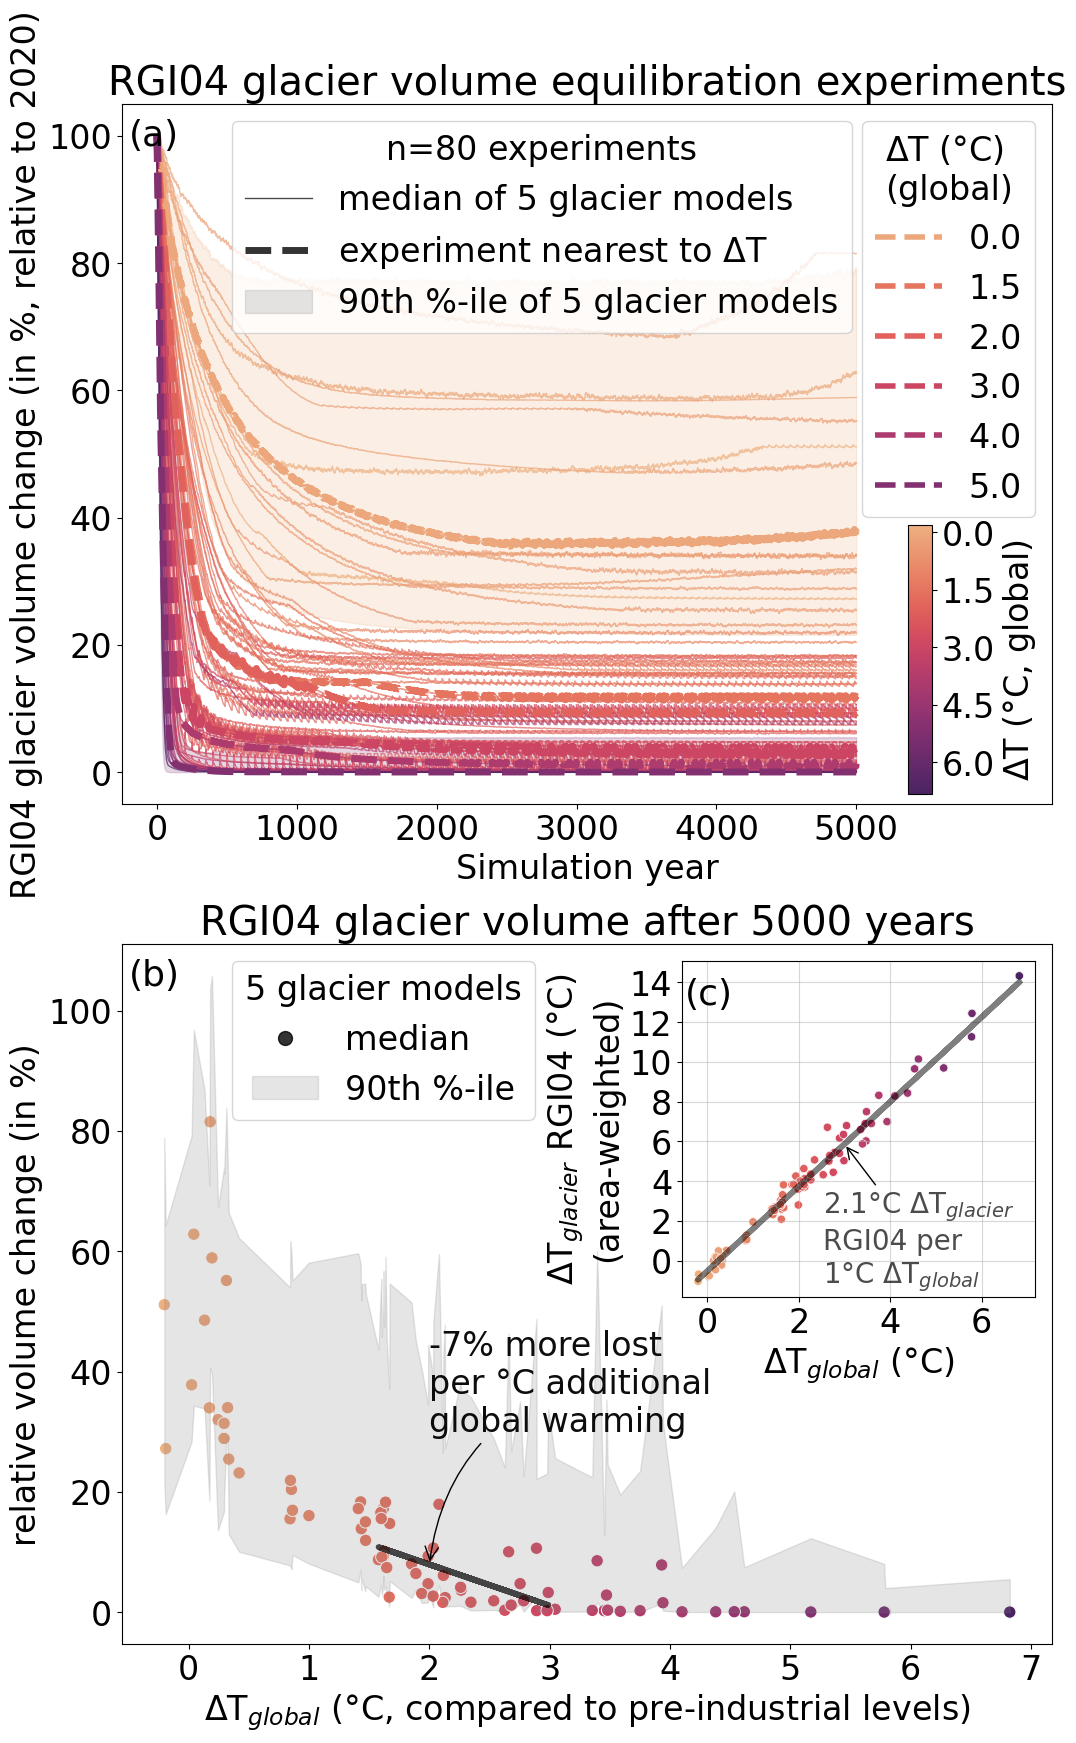 RGI04 glacier volume equilibration experiments
(a)
n=80 experiments
median of 5 glacier models
experiment nearest to ΔT
90th %-ile of 5 glacier models
ΔT (°C)
(global)
0.0
1.5
2.0
3.0
4.0
5.0
0.0
1.5
3.0
4.5
6.0
ΔT (°C, global)
100
80
60
40
20
0
RGI04 glacier volume change (in %, relative to 2020)
0 1000 2000 3000 4000 5000
Simulation year
RGI04 glacier volume after 5000 years
(b)
5 glacier models
median
90th %-ile
100
80
60
40
20
0
relative volume change (in %)
-7% more lost
per °C additional
global warming
(c)
14
12
10
8
6
4
2
0
ΔTglacier RGI04 (°C)
(area-weighted)
2.1°C ΔTglacier
RGI04 per
1°C ΔTglobal
0 2 4 6
ΔTglobal (°C)
0 1 2 3 4 5 6 7
ΔTglobal (°C, compared to pre-industrial levels)